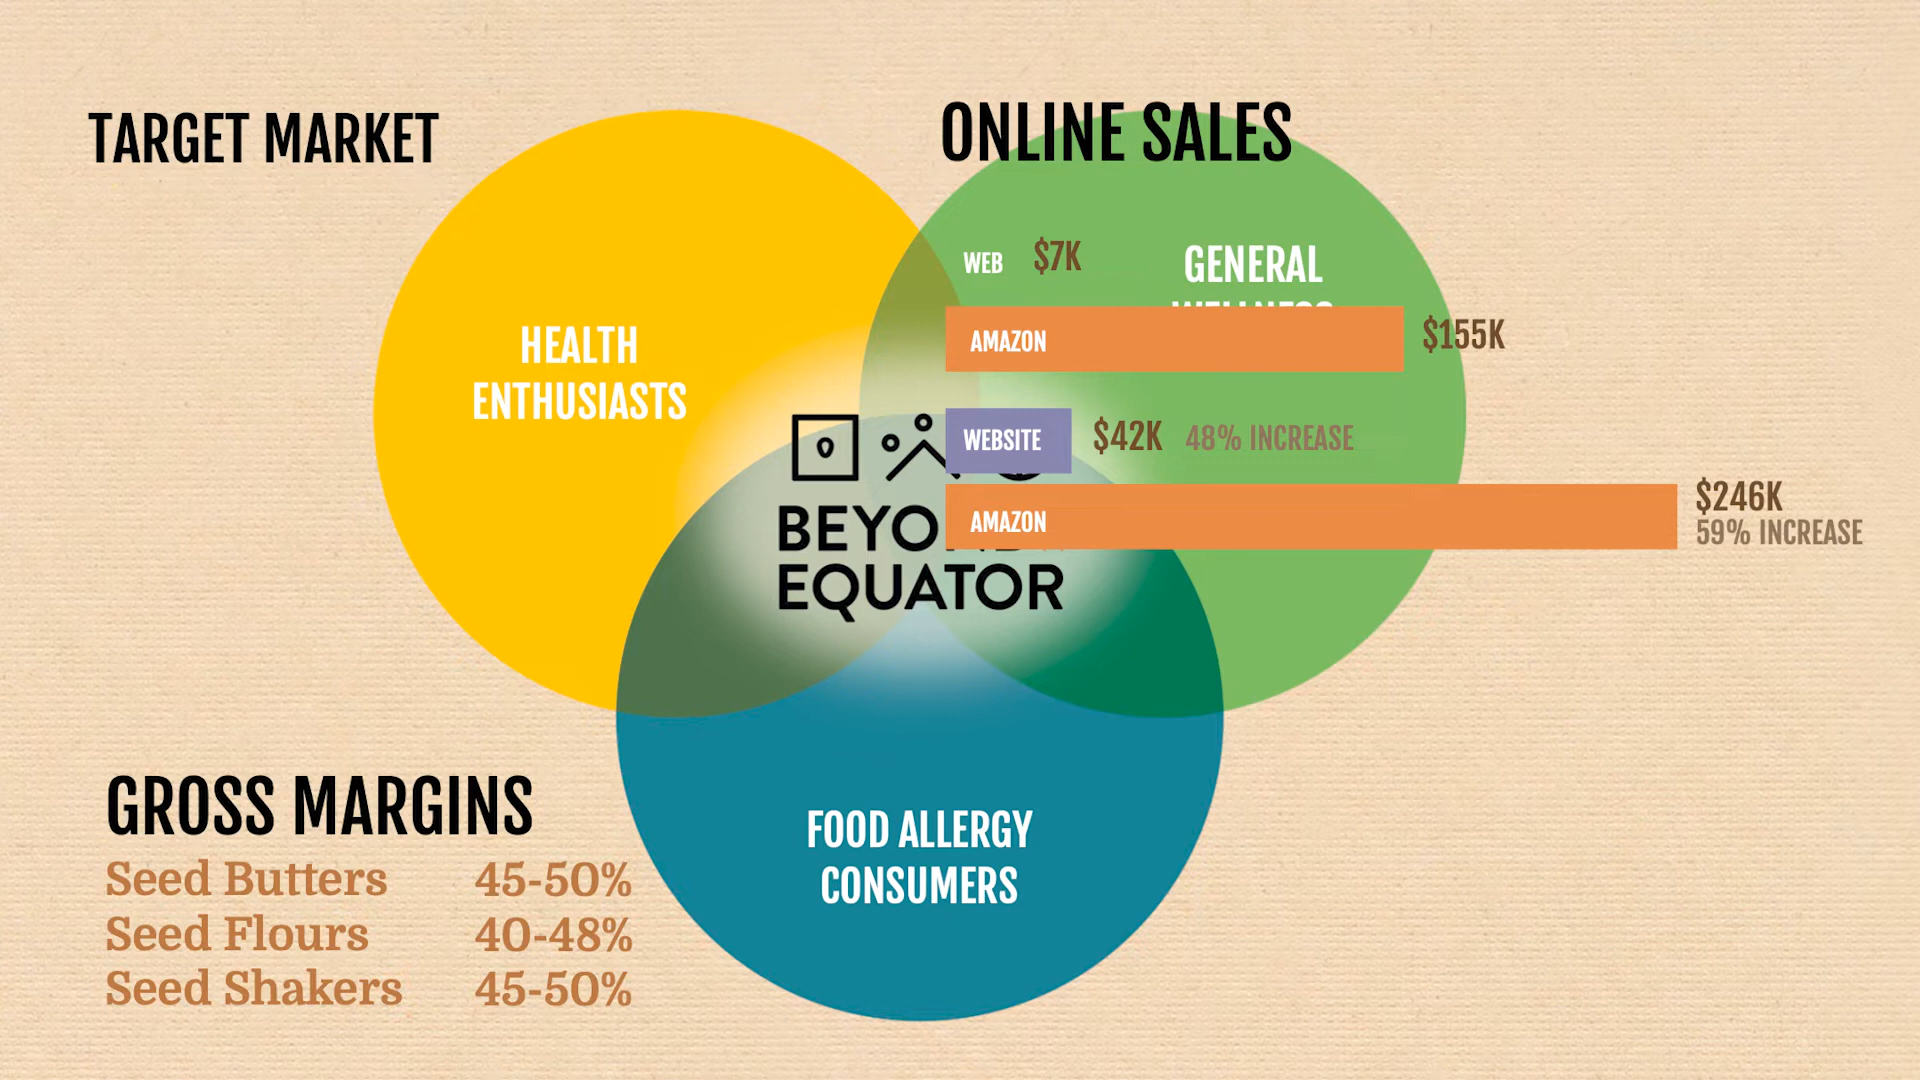 TARGET MARKET
ONLINE SALES
HEALTH
ENTHUSIASTS
GENERAL
WEB $7K
AMAZON $155K
WEBSITE $42K 48% INCREASE
AMAZON $246K
59% INCREASE
EQUATOR
FOOD ALLERGY
CONSUMERS
GROSS MARGINS
Seed Butters 45-50%
Seed Flours 40-48%
Seed Shakers 45-50%